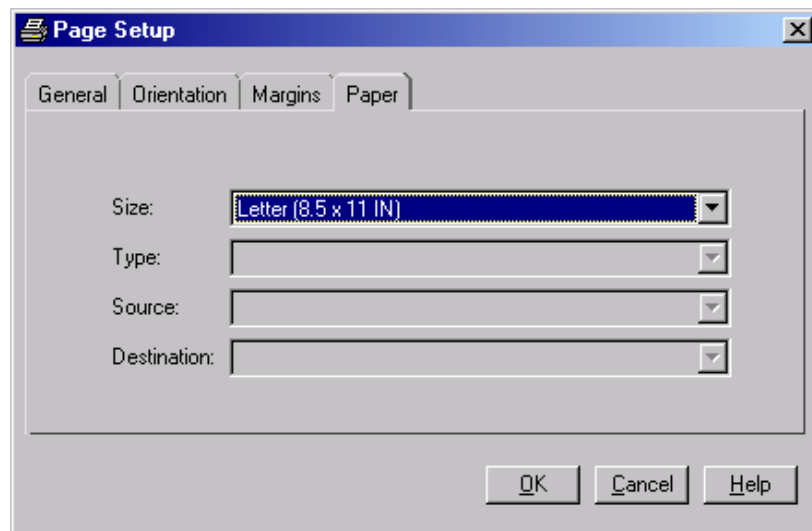 Page Setup
General Orientation Margins Paper
Size: Letter (8.5 x 11 IN)
Type:
Source:
Destination:
OK Cancel Help